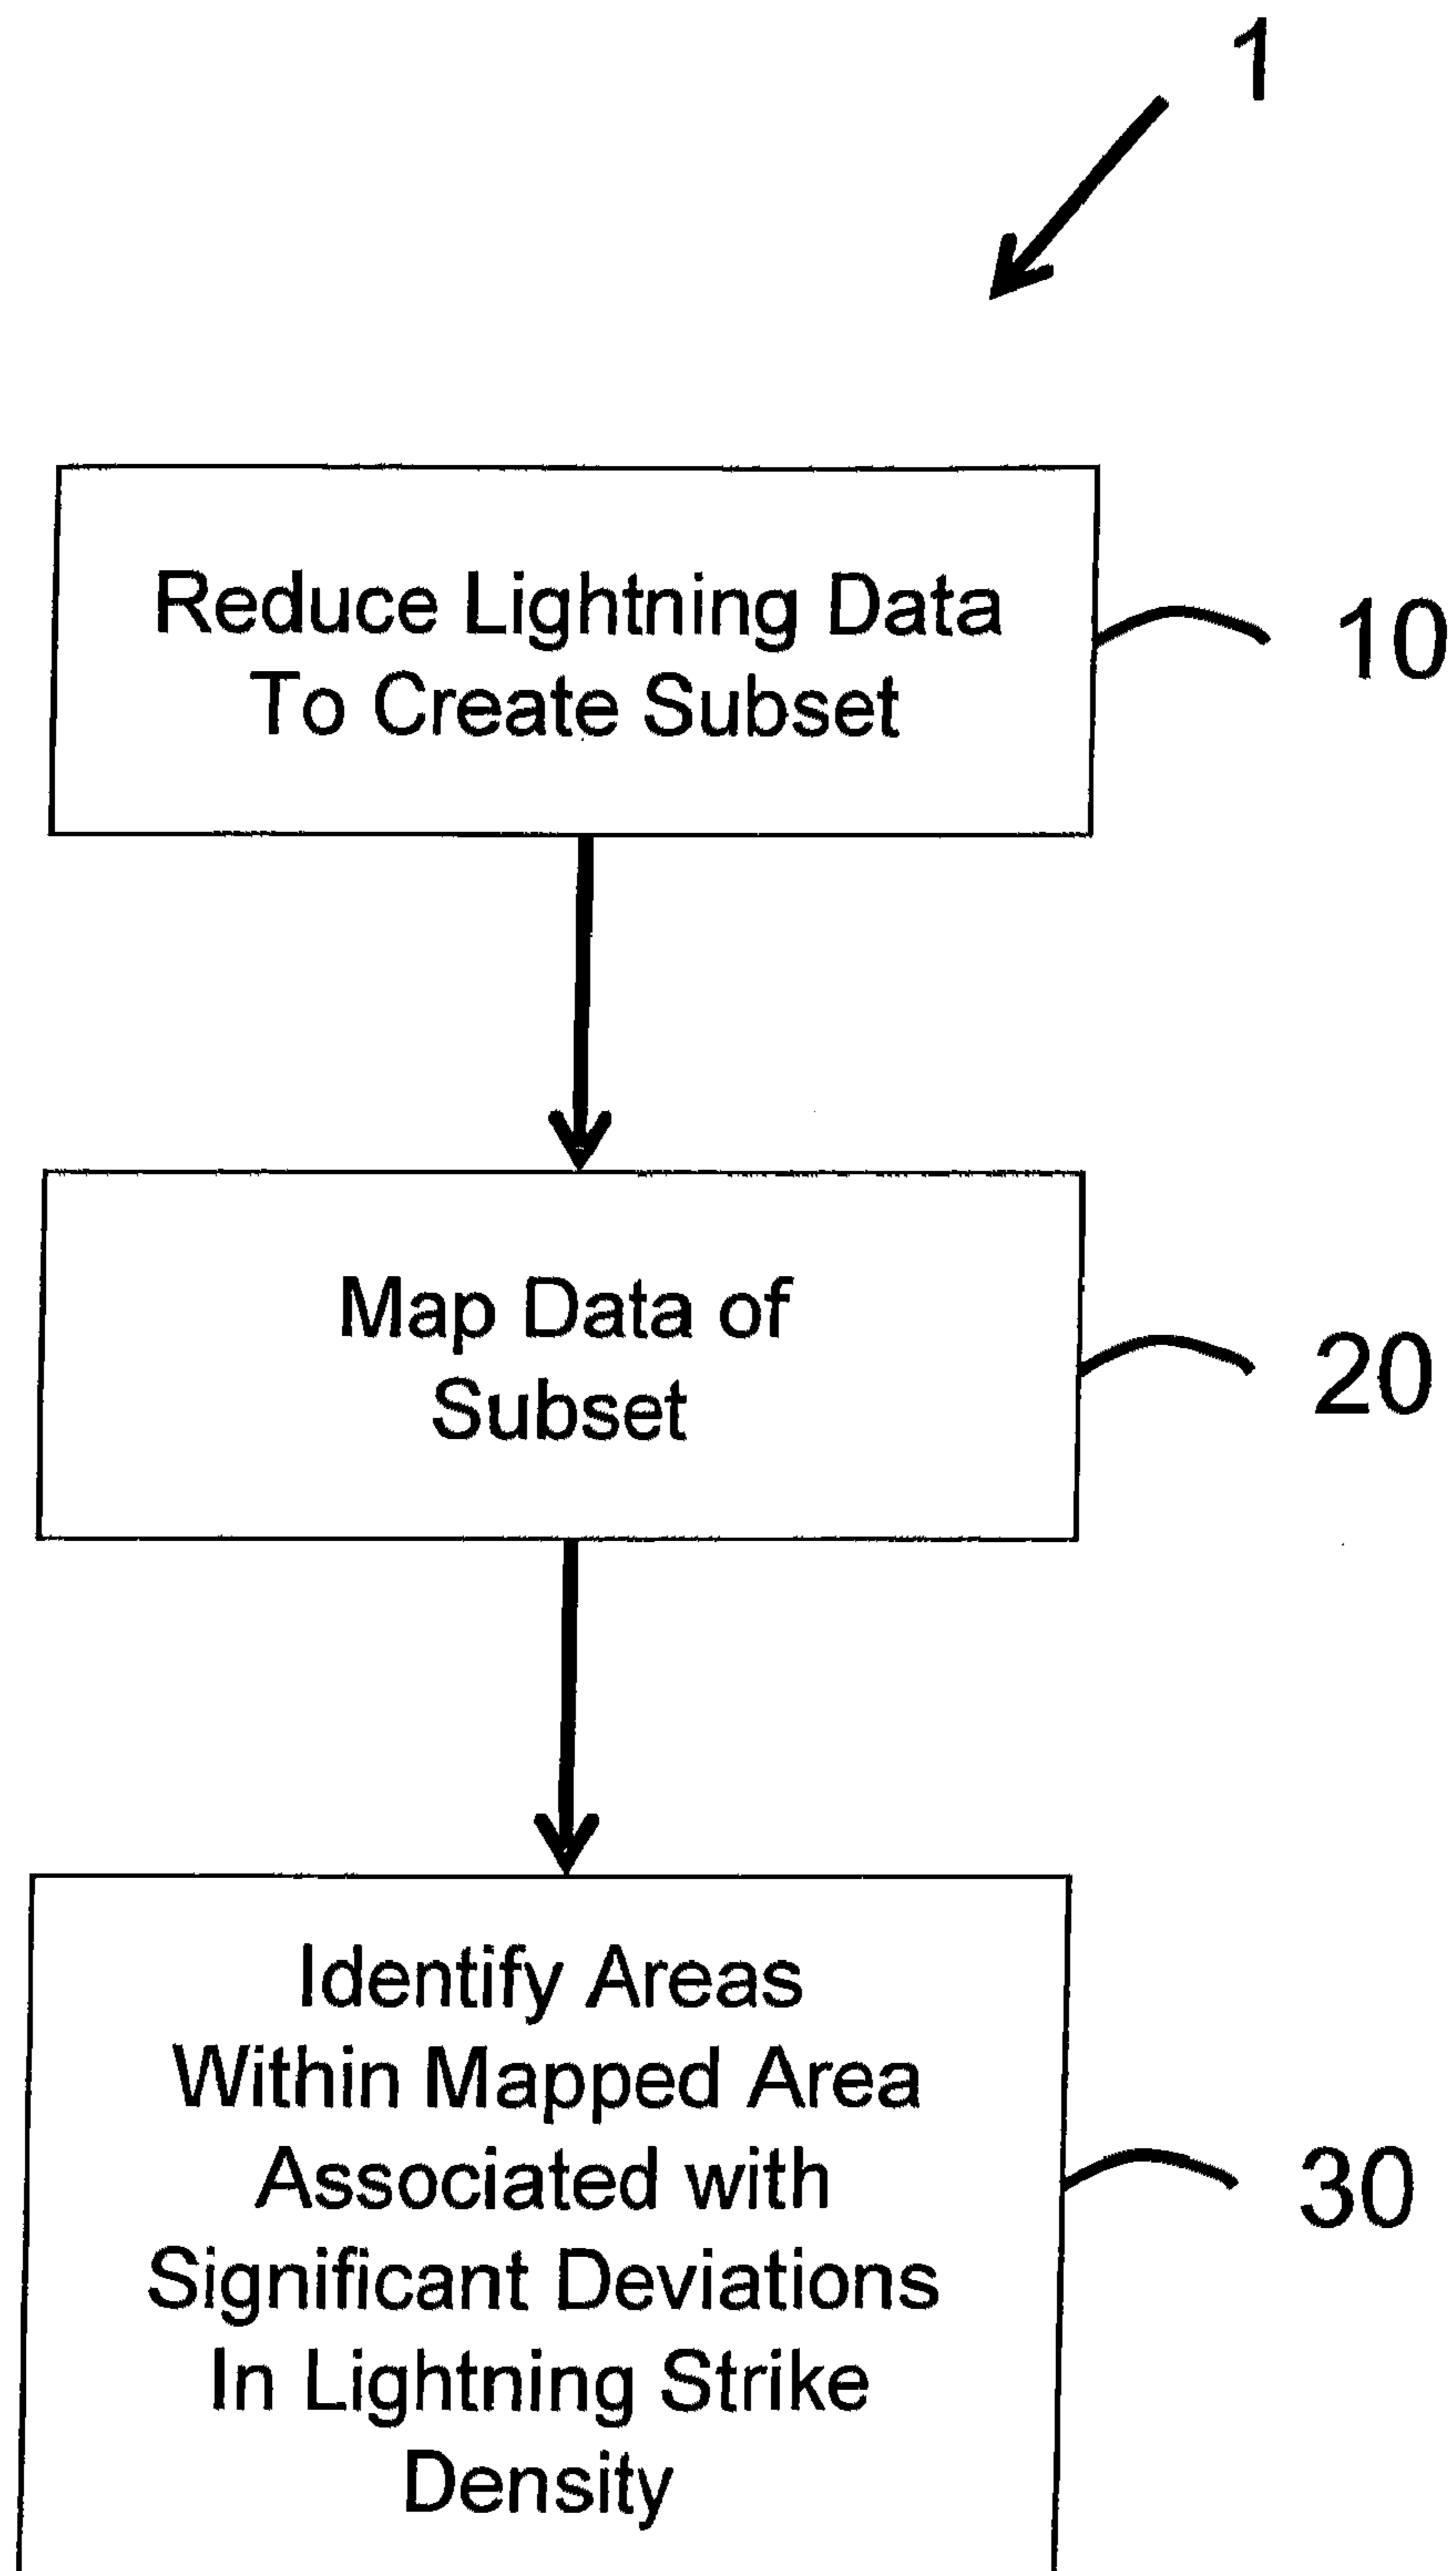 1
Reduce Lightning Data
To Create Subset
10
Map Data of
Subset
20
Identify Areas
Within Mapped Area
Associated with
Significant Deviations
In Lightning Strike
Density
30